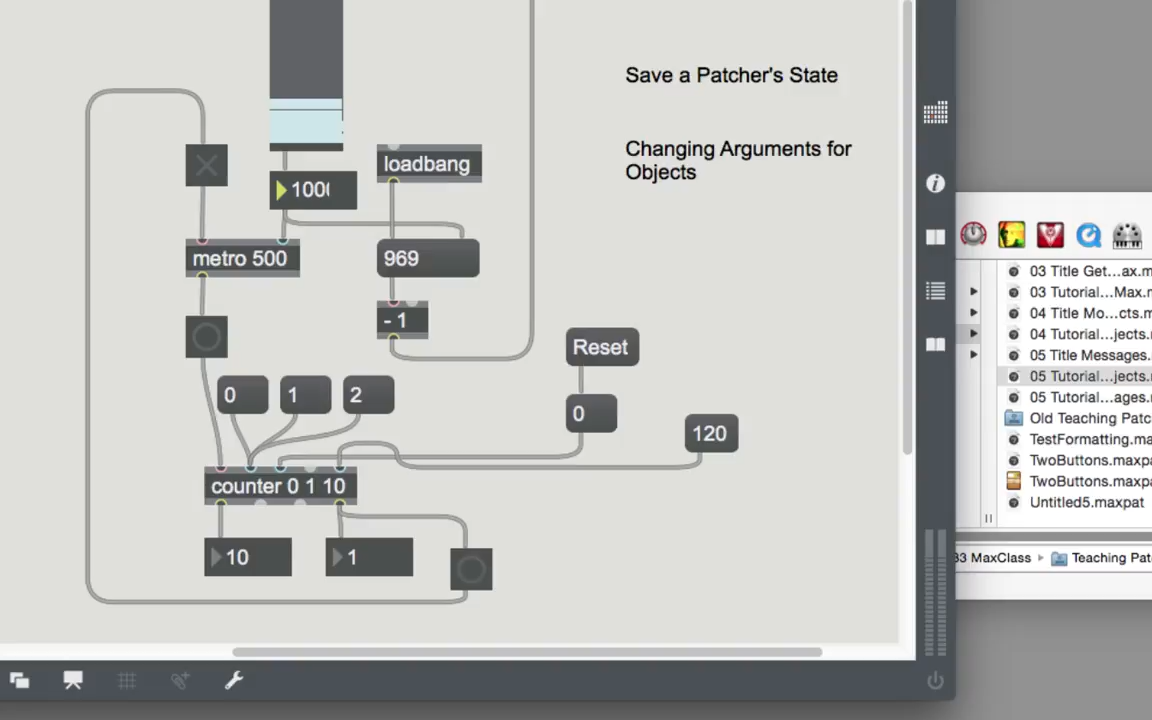 Save a Patcher's State
Changing Arguments for
Objects
loadbang
100
metro 500
969
- 1
Reset
0
1
2
0
120
counter 0 1 10
10
1
03 Title Get...ax.m
03 Tutorial...Max.m
04 Title Mo...cts.m
04 Tutorial...jects.
05 Title Messages.
05 Tutorial...jects.m
05 Tutorial...ages.m
Old Teaching Patc
TestFormatting.ma
TwoButtons.maxpa
TwoButtons.maxpa
Untitled5.maxpat
33 MaxClass
Teaching Pat